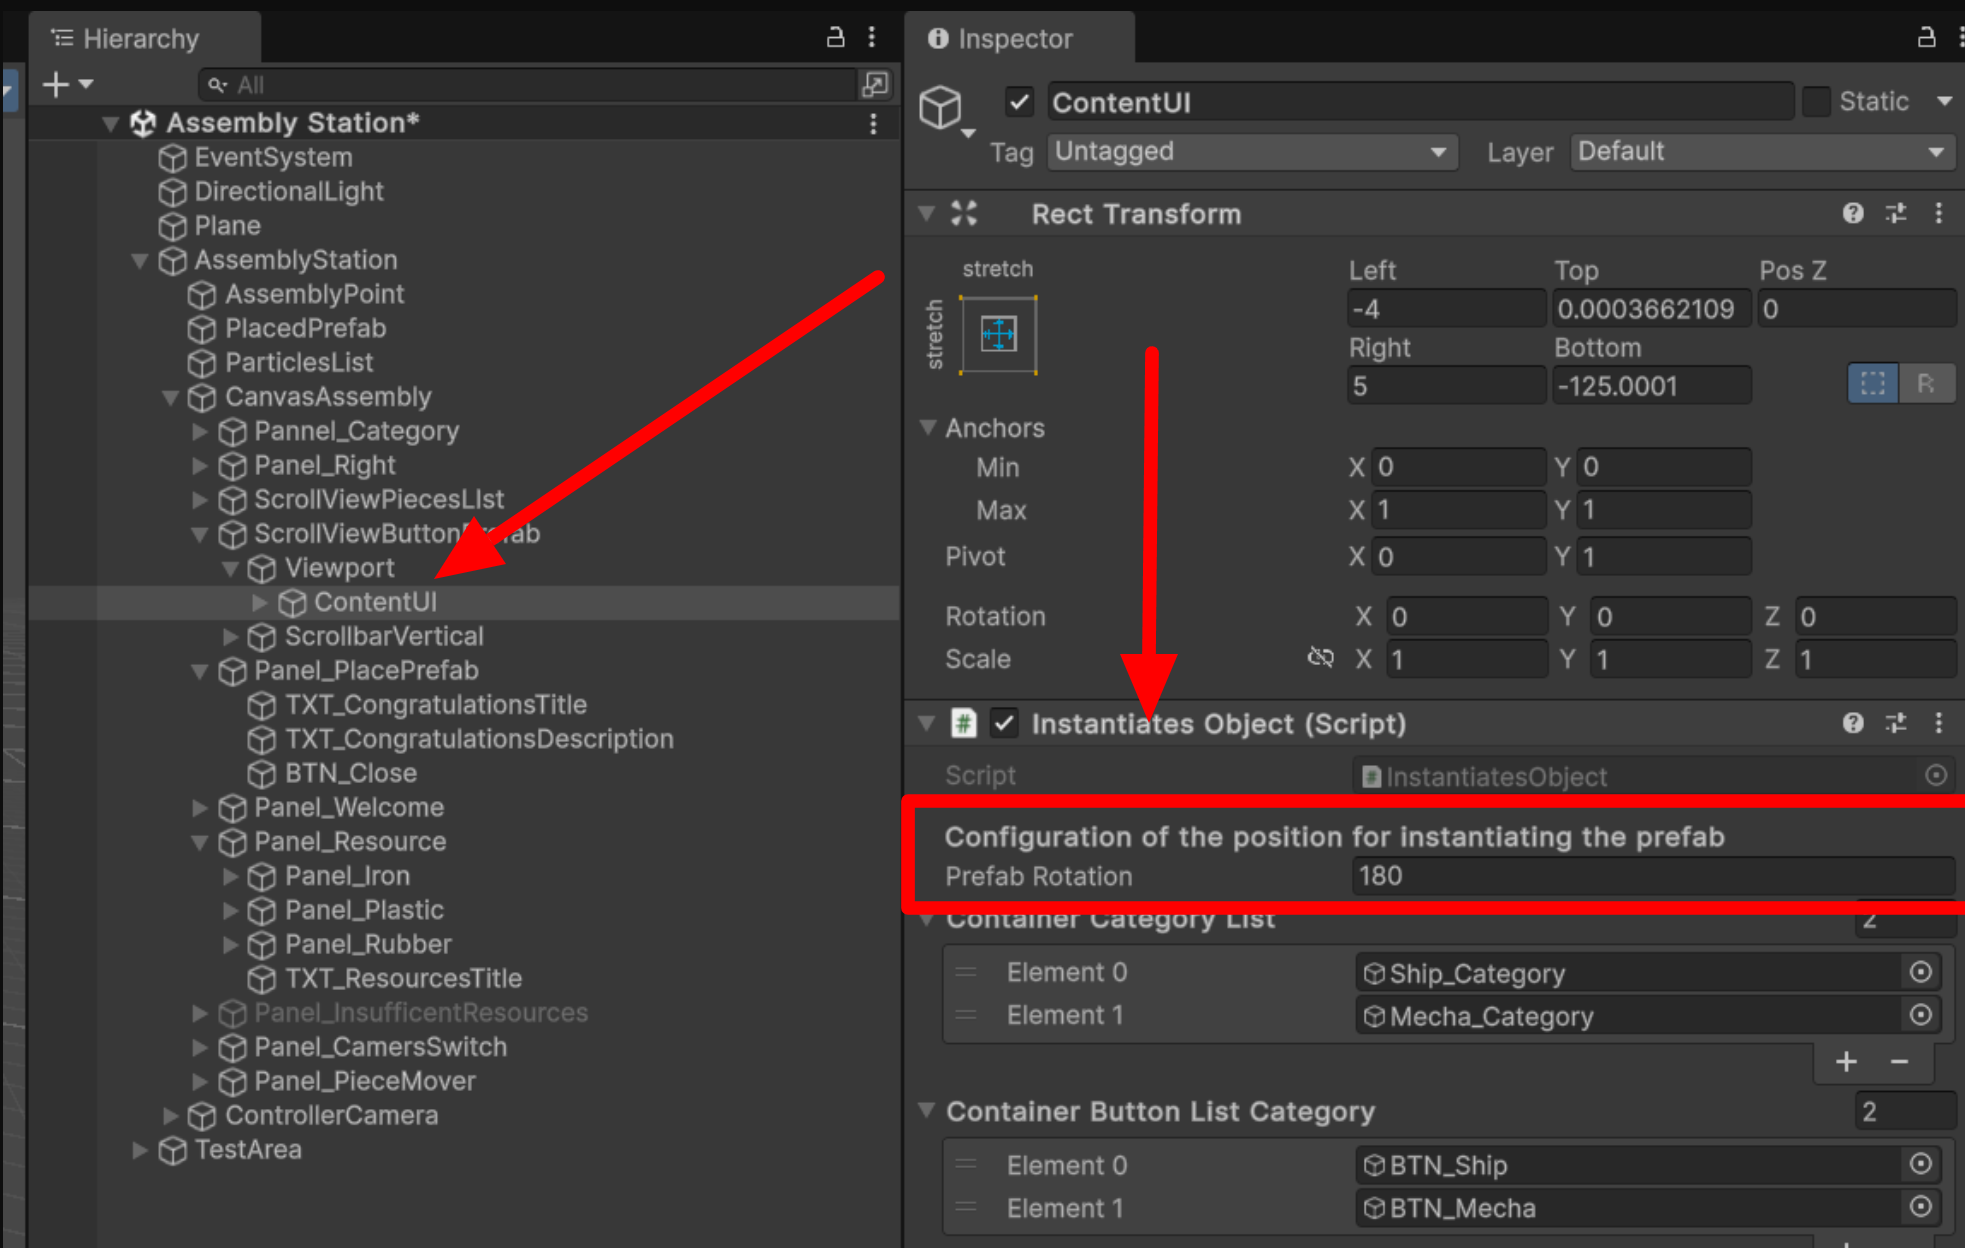 Hierarchy
All
Assembly Station*
EventSystem
DirectionalLight
Plane
AssemblyStation
AssemblyPoint
PlacedPrefab
ParticlesList
CanvasAssembly
Pannel_Category
Panel_Right
ScrollViewPiecesLIst
ScrollViewButtonPrefab
Viewport
ContentUI
ScrollbarVertical
Panel_PlacePrefab
TXT_CongratulationsTitle
TXT_CongratulationsDescription
BTN_Close
Panel_Welcome
Panel_Resource
Panel_Iron
Panel_Plastic
Panel_Rubber
TXT_ResourcesTitle
Panel_InsufficentResources
Panel_CamersSwitch
Panel_PieceMover
ControllerCamera
TestArea
Inspector
ContentUI Static
Tag Untagged Layer Default
Rect Transform
stretch
stretch
Left Top Pos Z
-4 0.0003662109 0
Right Bottom
5 -125.0001 R
Anchors
Min X 0 Y 0
Max X 1 Y 1
Pivot X 0 Y 1
Rotation X 0 Y 0 Z 0
Scale X 1 Y 1 Z 1
# Instantiates Object (Script)
Script # InstantiatesObject
Configuration of the position for instantiating the prefab
Prefab Rotation 180
Container Category List 2
Element 0 Ship_Category
Element 1 Mecha_Category
+ −
Container Button List Category 2
Element 0 BTN_Ship
Element 1 BTN_Mecha